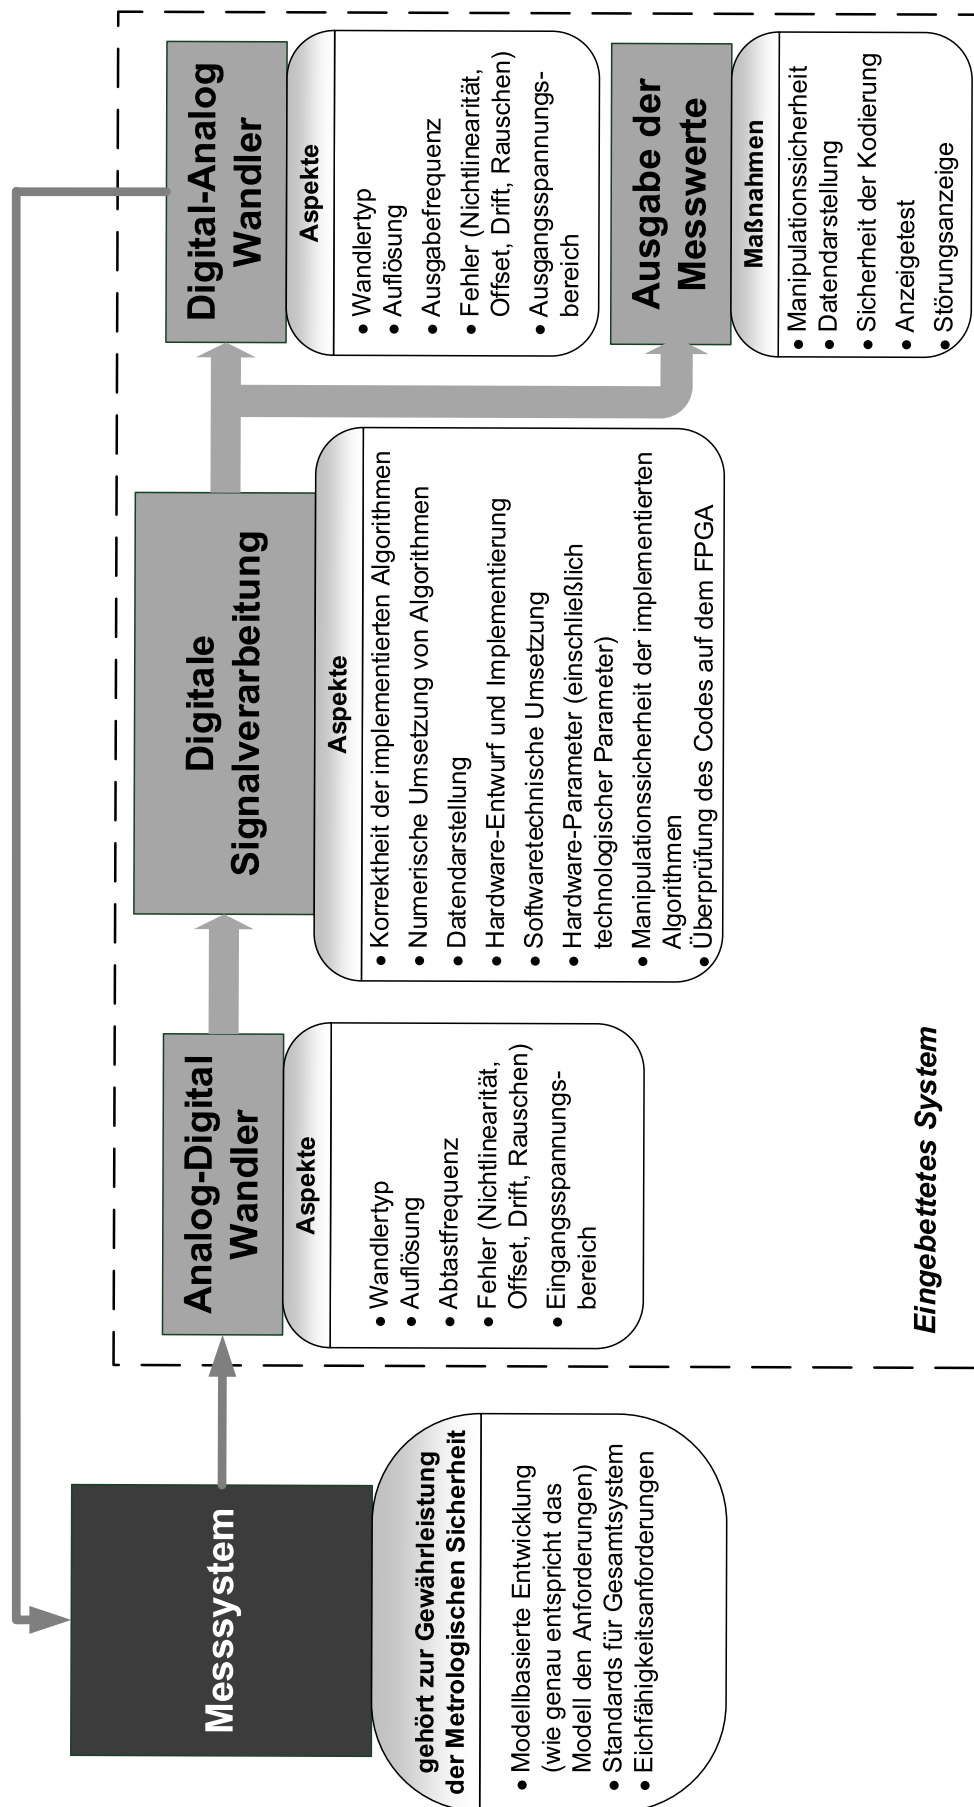 Messsystem
gehört zur Gewährleistung
der Metrologischen Sicherheit
• Modellbasierte Entwicklung
(wie genau entspricht das
Modell den Anforderungen)
• Standards für Gesamtsystem
• Eichfähigkeitsanforderungen
Analog-Digital
Wandler
Aspekte
• Wandlertyp
• Auflösung
• Abtastfrequenz
• Fehler (Nichtlinearität,
Offset, Drift, Rauschen)
• Eingangsspannungs-
bereich
Digitale
Signalverarbeitung
Aspekte
• Korrektheit der implementierten Algorithmen
• Numerische Umsetzung von Algorithmen
• Datendarstellung
• Hardware-Entwurf und Implementierung
• Softwaretechnische Umsetzung
• Hardware-Parameter (einschließlich
technologischer Parameter)
• Manipulationssicherheit der implementierten
Algorithmen
• Überprüfung des Codes auf dem FPGA
Digital-Analog
Wandler
Aspekte
• Wandlertyp
• Auflösung
• Ausgabefrequenz
• Fehler (Nichtlinearität,
Offset, Drift, Rauschen)
• Ausgangsspannungs-
bereich
Ausgabe der
Messwerte
Maßnahmen
• Manipulationssicherheit
• Datendarstellung
• Sicherheit der Kodierung
• Anzeigetest
• Störungsanzeige
Eingebettetes System